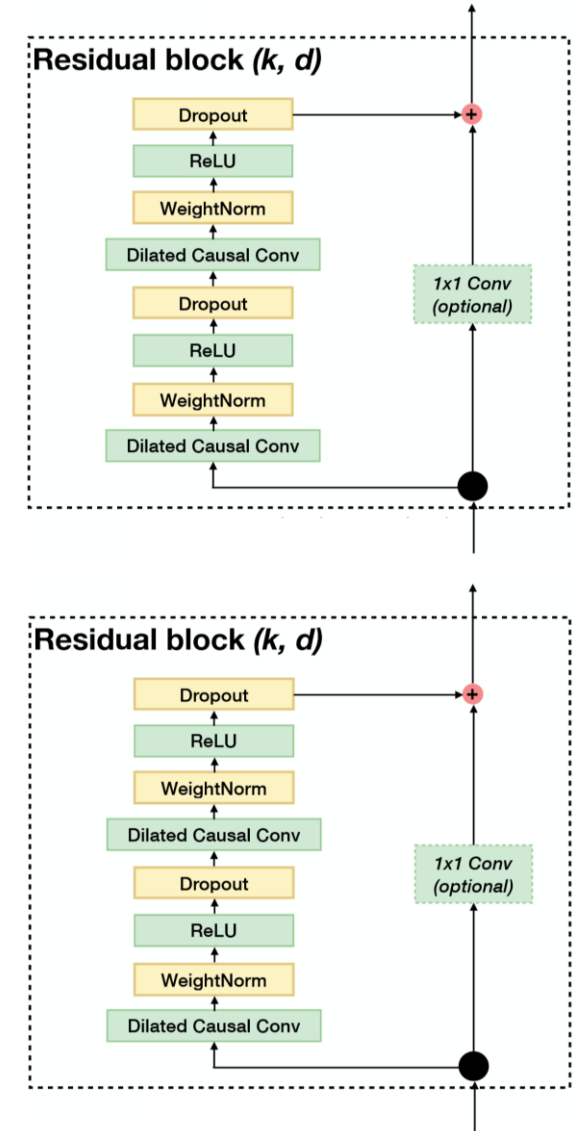 Residual block (k, d)
Dropout
+
ReLU
WeightNorm
Dilated Causal Conv
1x1 Conv
(optional)
Dropout
ReLU
WeightNorm
Dilated Causal Conv
Residual block (k, d)
Dropout
+
ReLU
WeightNorm
Dilated Causal Conv
1x1 Conv
(optional)
Dropout
ReLU
WeightNorm
Dilated Causal Conv